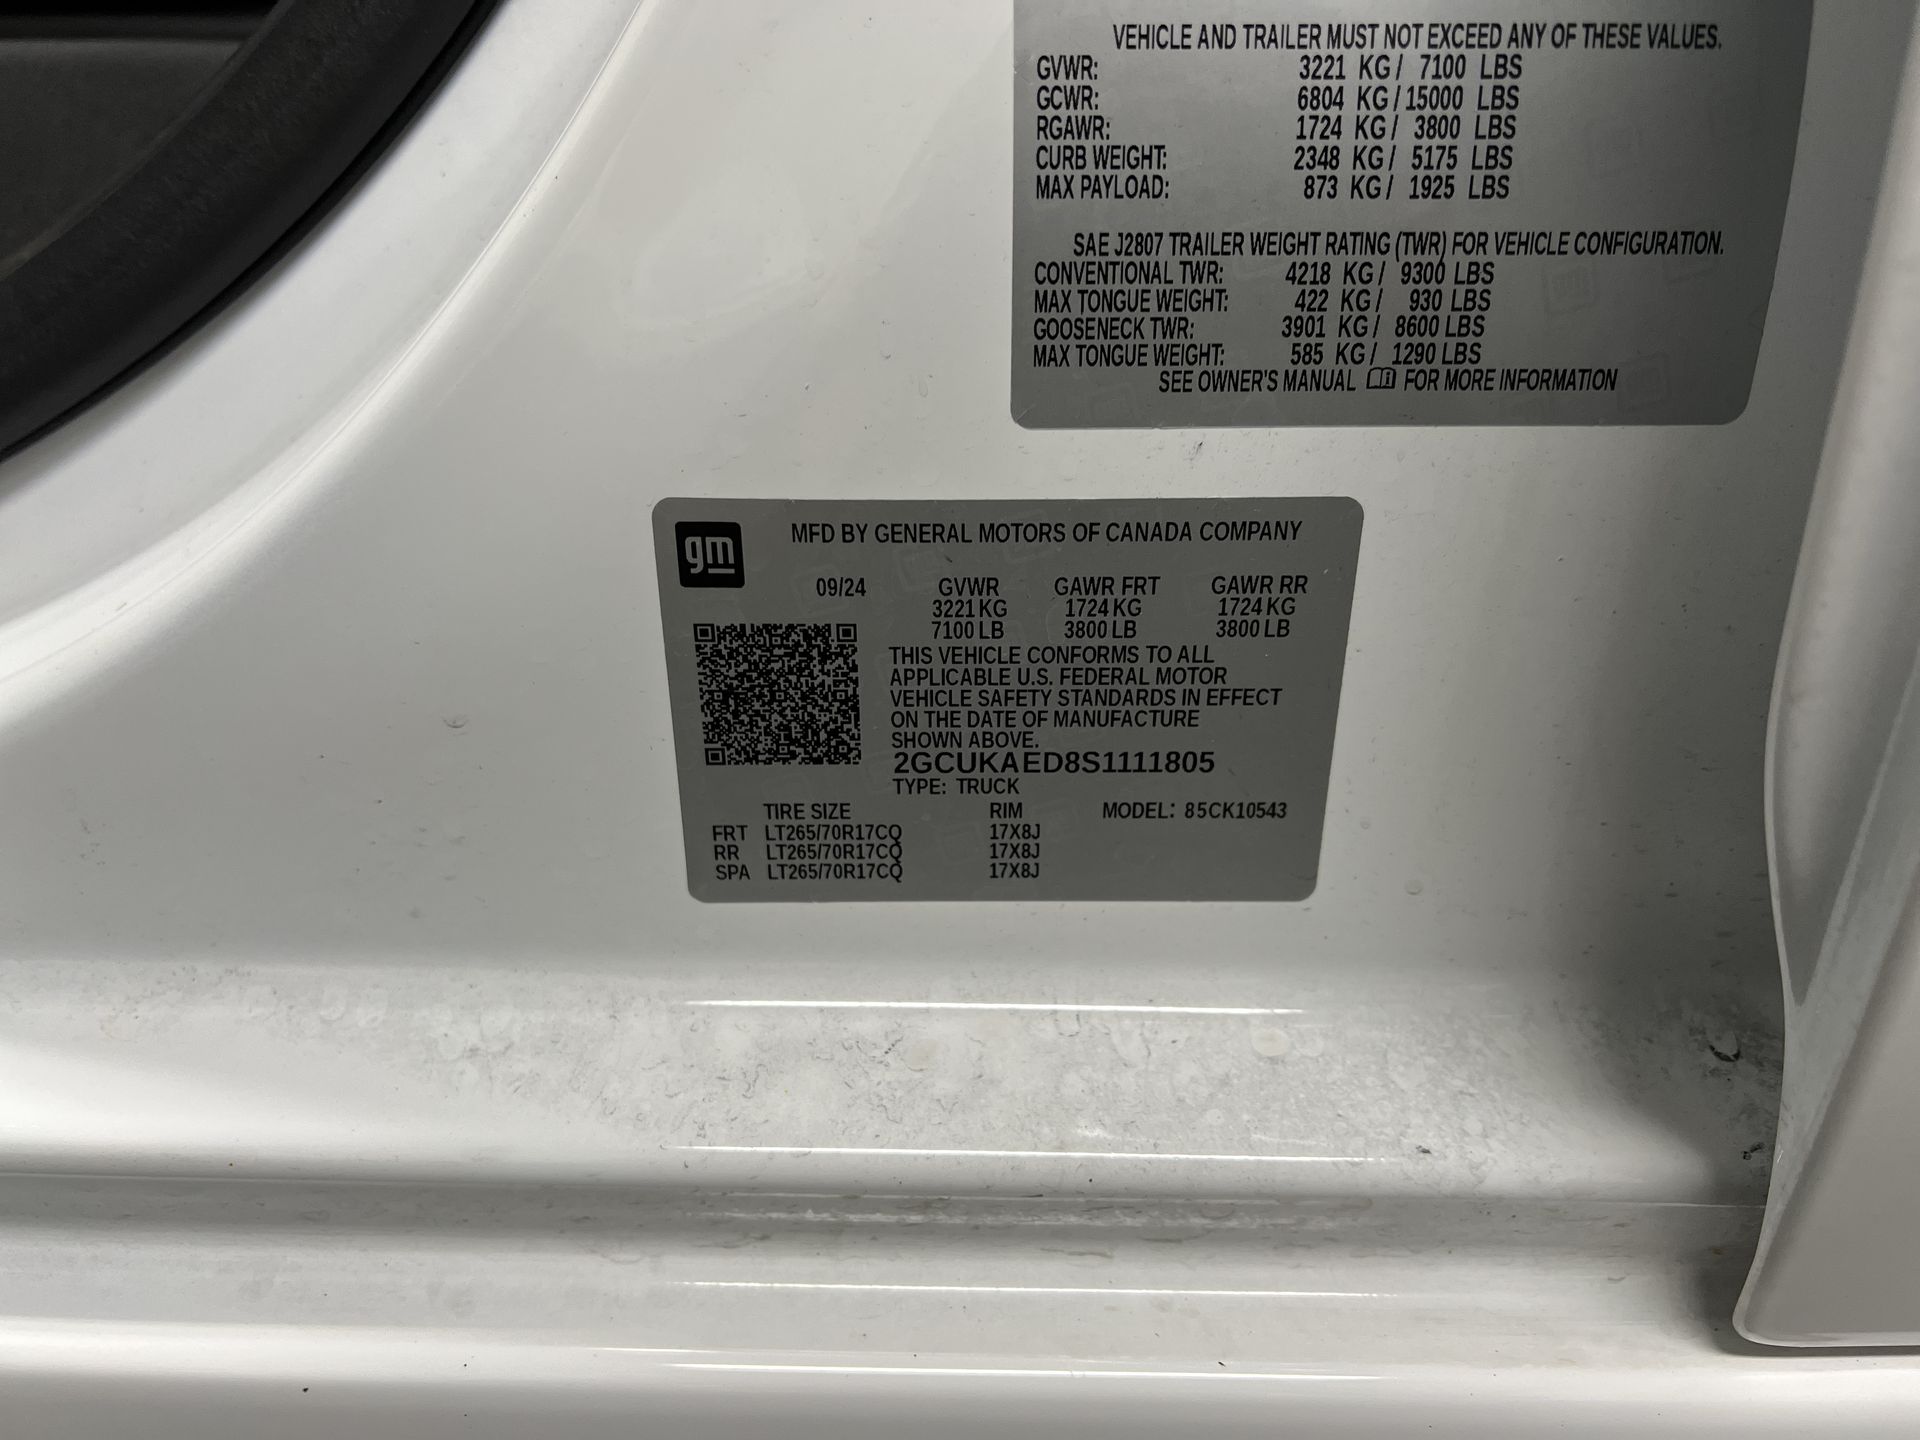 VEHICLE AND TRAILER MUST NOT EXCEED ANY OF THESE VALUES.
GVWR: 3221 KG / 7100 LBS
GCWR: 6804 KG / 15000 LBS
RGAWR: 1724 KG / 3800 LBS
CURB WEIGHT: 2348 KG / 5175 LBS
MAX PAYLOAD: 873 KG / 1925 LBS
SAE J2807 TRAILER WEIGHT RATING (TWR) FOR VEHICLE CONFIGURATION.
CONVENTIONAL TWR: 4218 KG / 9300 LBS
MAX TONGUE WEIGHT: 422 KG / 930 LBS
GOOSENECK TWR: 3901 KG / 8600 LBS
MAX TONGUE WEIGHT: 585 KG / 1290 LBS
SEE OWNER'S MANUAL FOR MORE INFORMATION
gm
MFD BY GENERAL MOTORS OF CANADA COMPANY
09/24 GVWR GAWR FRT GAWR RR
3221 KG 1724 KG 1724 KG
7100 LB 3800 LB 3800 LB
THIS VEHICLE CONFORMS TO ALL
APPLICABLE U.S. FEDERAL MOTOR
VEHICLE SAFETY STANDARDS IN EFFECT
ON THE DATE OF MANUFACTURE
SHOWN ABOVE.
2GCUKAED8S1111805
TYPE: TRUCK
TIRE SIZE RIM MODEL: 85CK10543
FRT LT265/70R17CQ 17X8J
RR LT265/70R17CQ 17X8J
SPA LT265/70R17CQ 17X8J